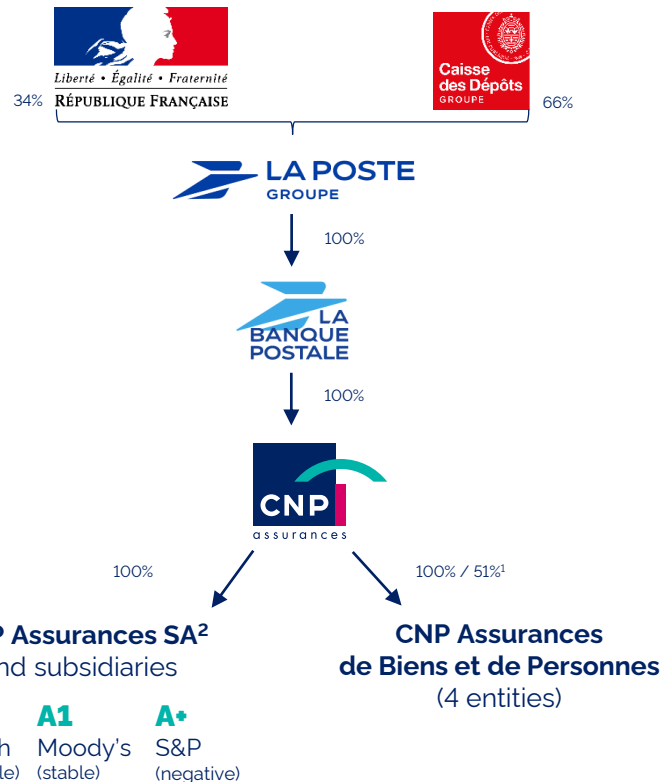 Liberté • Égalité • Fraternité
RÉPUBLIQUE FRANÇAISE
34%
Caisse
des Dépôts
GROUPE
66%
LA POSTE
GROUPE
100%
LA
BANQUE
POSTALE
100%
CNP
assurances
100%
100% / 51%¹
Assurances SA²
subsidiaries
CNP Assurances
de Biens et de Personnes
(4 entities)
A1 A+
Moody's S&P
(stable) (negative)